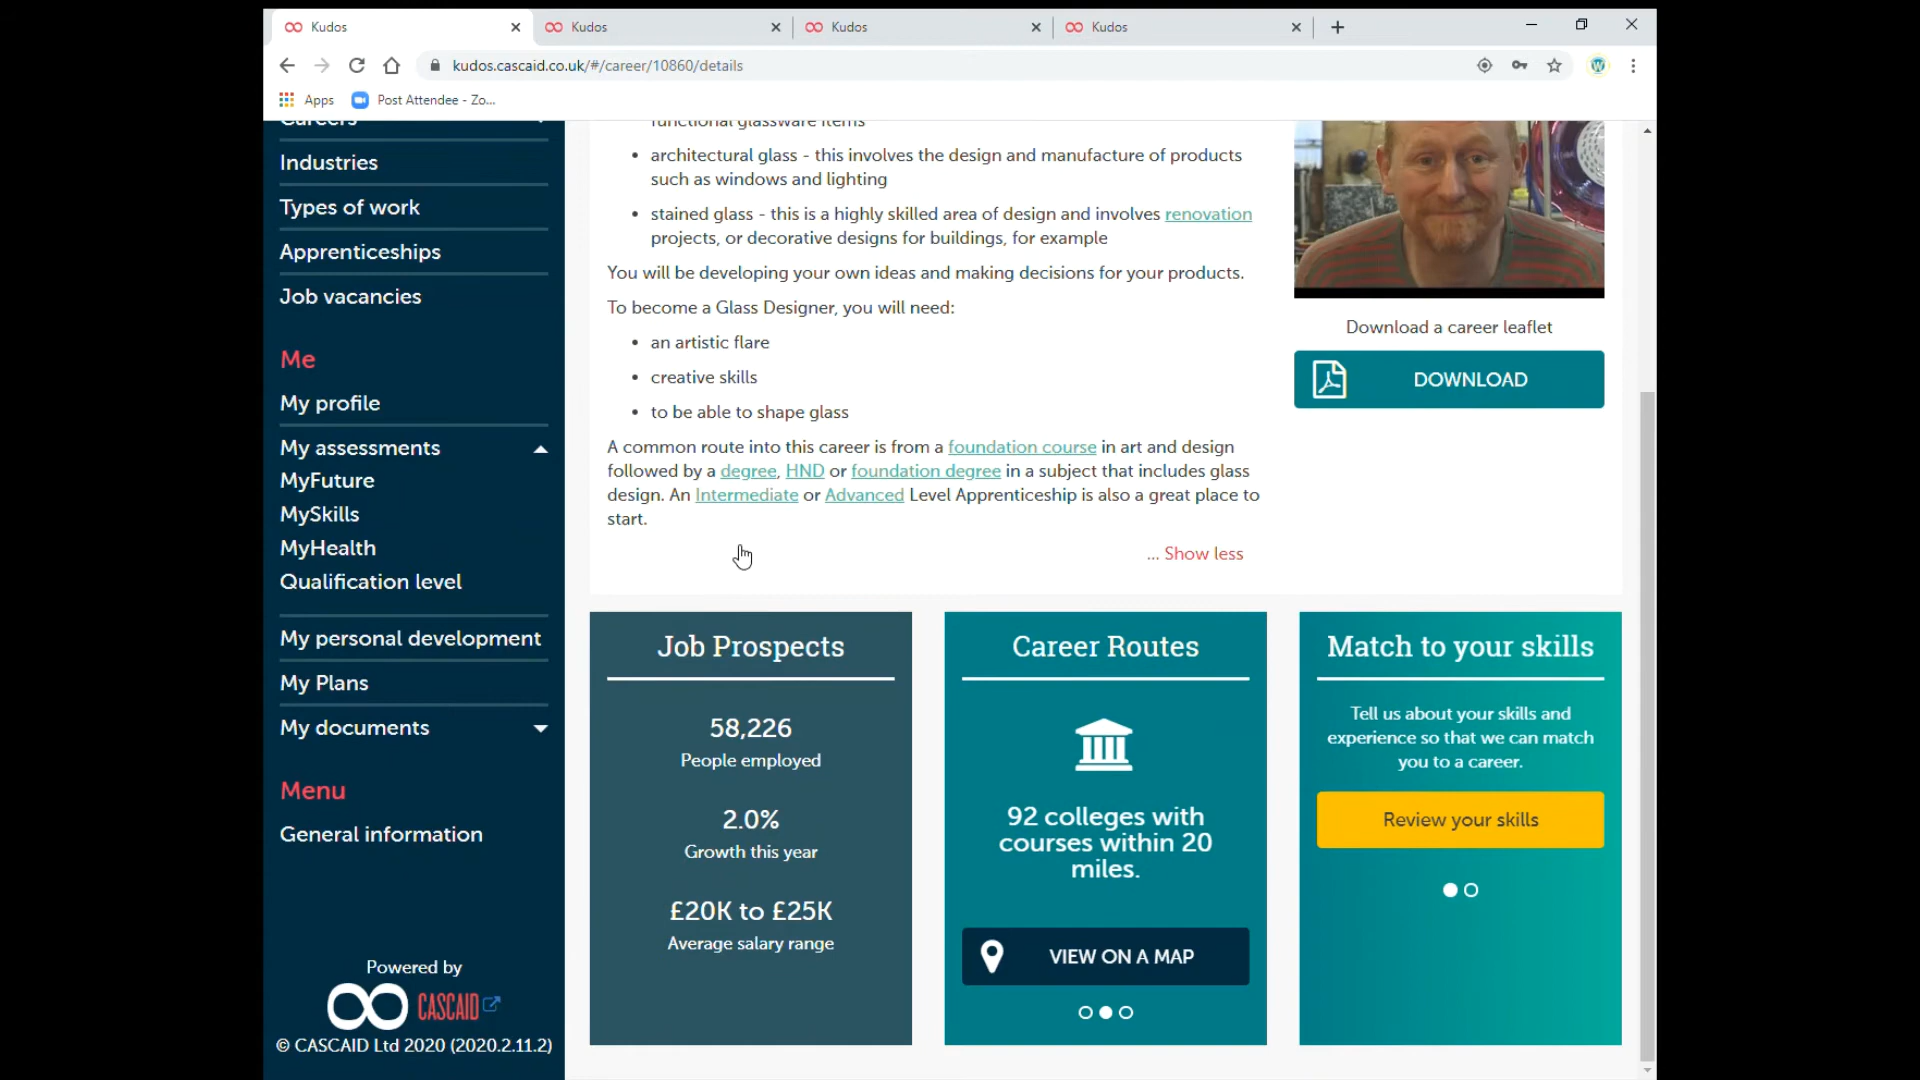 Kudos
Kudos
Kudos
Kudos
kudos.cascaid.co.uk/#/career/10860/details
Apps
Post Attendee - Zo...
Careers
Industries
Types of work
Apprenticeships
Job vacancies
Me
My profile
My assessments
MyFuture
MySkills
MyHealth
Qualification level
My personal development
My Plans
My documents
Menu
General information
Powered by
CASCAID
© CASCAID Ltd 2020 (2020.2.11.2)
functional glassware items
• architectural glass - this involves the design and manufacture of products
such as windows and lighting
• stained glass - this is a highly skilled area of design and involves renovation
projects, or decorative designs for buildings, for example
You will be developing your own ideas and making decisions for your products.
To become a Glass Designer, you will need:
• an artistic flare
• creative skills
• to be able to shape glass
A common route into this career is from a foundation course in art and design
followed by a degree, HND or foundation degree in a subject that includes glass
design. An Intermediate or Advanced Level Apprenticeship is also a great place to
start.
... Show less
Download a career leaflet
DOWNLOAD
Job Prospects
58,226
People employed
2.0%
Growth this year
£20K to £25K
Average salary range
Career Routes
92 colleges with
courses within 20
miles.
VIEW ON A MAP
Match to your skills
Tell us about your skills and
experience so that we can match
you to a career.
Review your skills